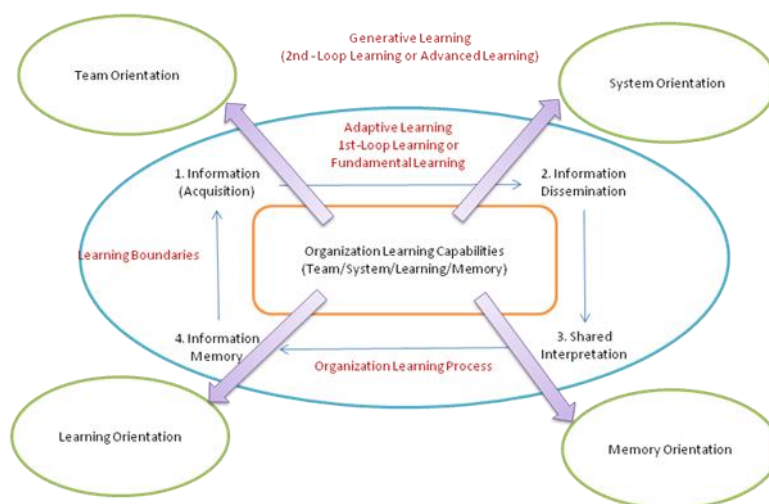 Generative Learning
(2nd -Loop Learning or Advanced Learning)
Team Orientation
System Orientation
Adaptive Learning
1st-Loop Learning or
Fundamental Learning
1. Information
(Acquisition)
2. Information
Dissemination
Learning Boundaries
Organization Learning Capabilities
(Team/System/Learning/Memory)
4. Information
Memory
3. Shared
Interpretation
Organization Learning Process
Learning Orientation
Memory Orientation